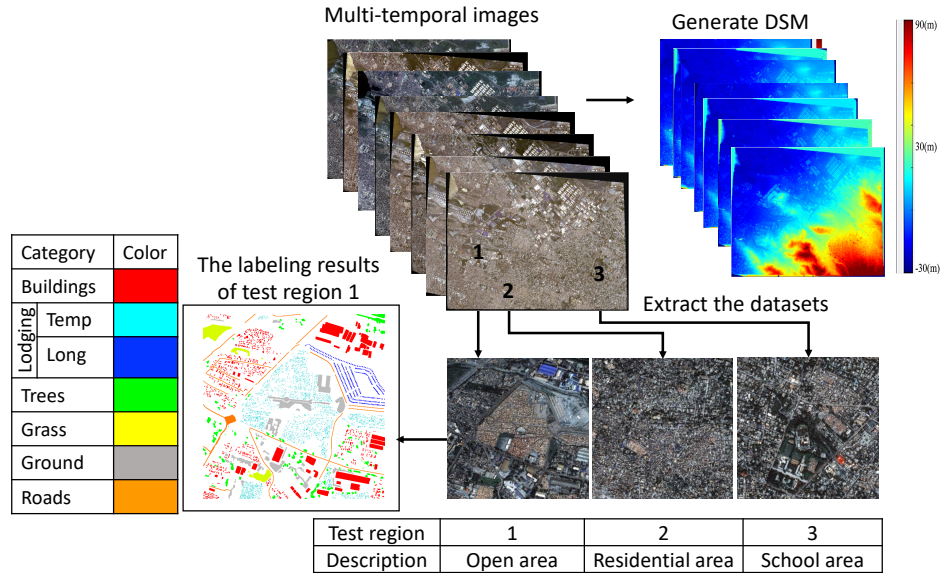 Multi-temporal images
Generate DSM
90(m)
30(m)
-30(m)
1
2
3
Category Color
Buildings
Lodging
Temp
Long
Trees
Grass
Ground
Roads
The labeling results
of test region 1
Extract the datasets
Test region 1 2 3
Description Open area Residential area School area